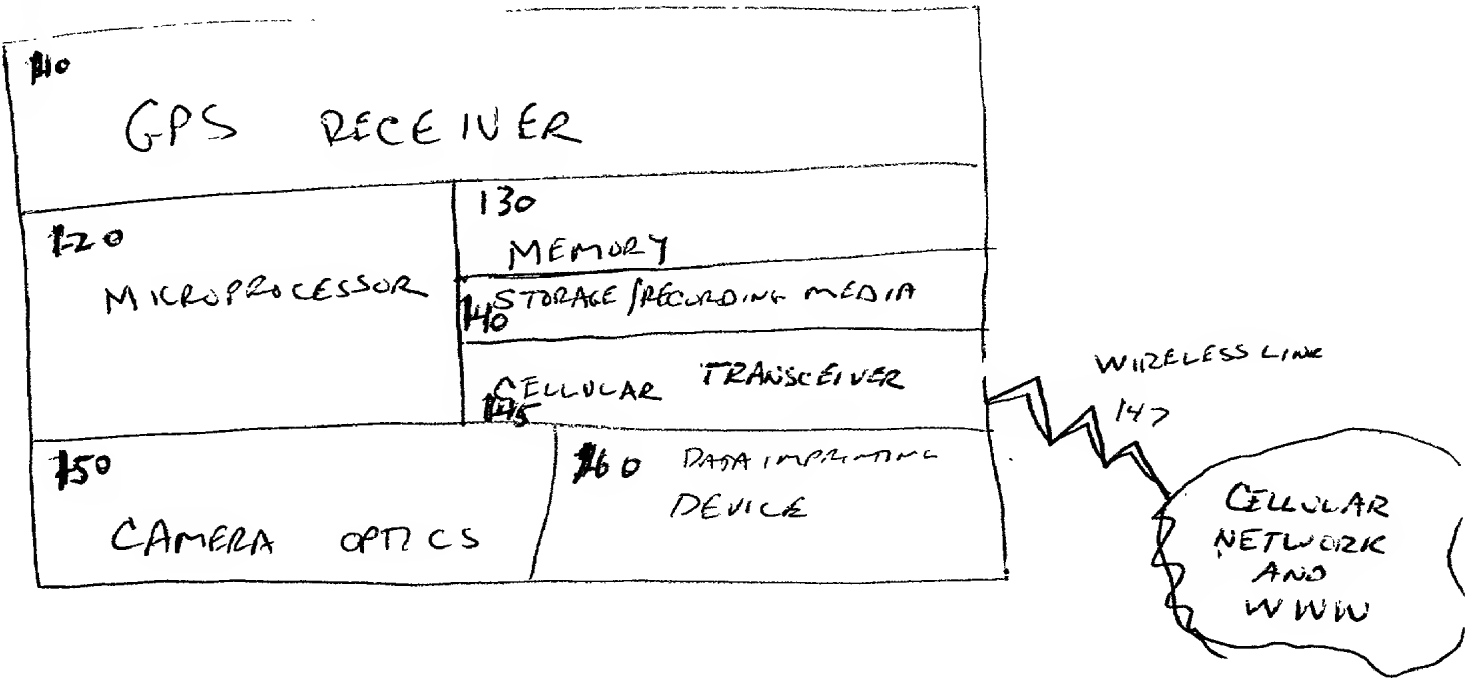 110
GPS RECEIVER
130
120
MEMORY
MICROPROCESSOR
140 STORAGE/RECORDING MEDIA
CELLULAR TRANSCEIVER
145
WIRELESS LINK
147
150
160 DATA IMPRINTING
DEVICE
CAMERA OPTICS
CELLULAR
NETWORK
AND
WWW